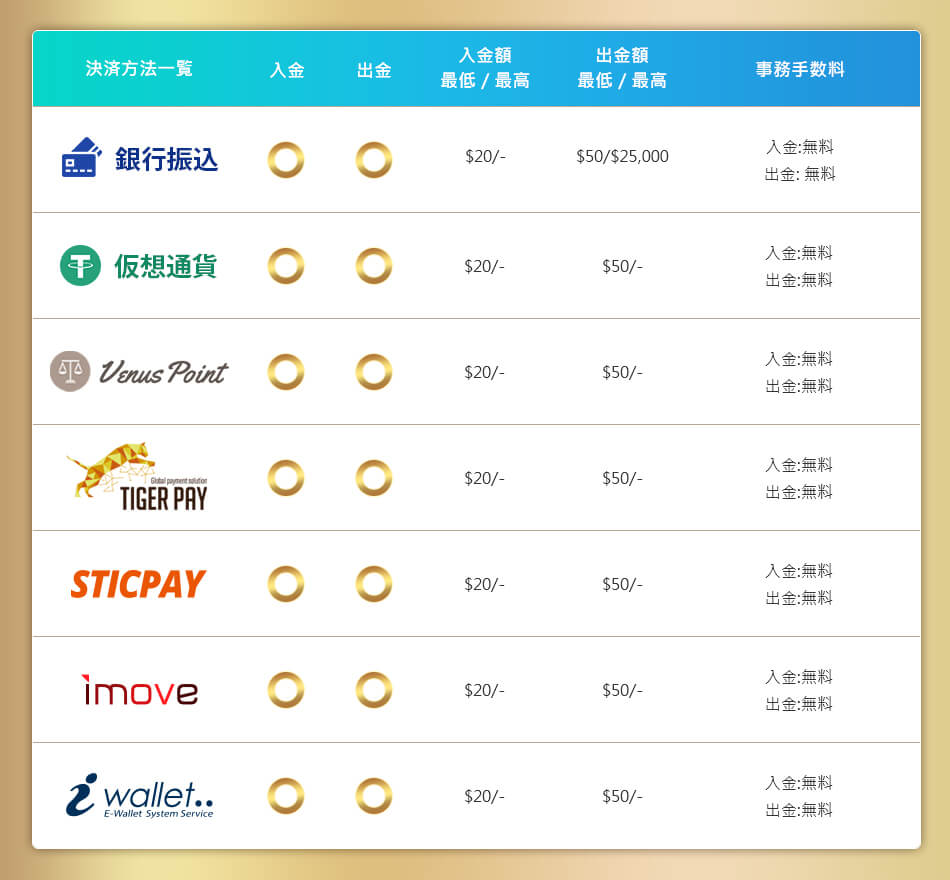 決済方法一覧
入金
出金
入金額
最低 / 最高
出金額
最低 / 最高
事務手数料
銀行振込
$20/-
$50/$25,000
入金:無料
出金: 無料
仮想通貨
$20/-
$50/-
入金:無料
出金:無料
Venus Point
$20/-
$50/-
入金:無料
出金:無料
Global payment solution
TIGER PAY
$20/-
$50/-
入金:無料
出金:無料
STICPAY
$20/-
$50/-
入金:無料
出金:無料
imove
$20/-
$50/-
入金:無料
出金:無料
i wallet..
E-Wallet System Service
$20/-
$50/-
入金:無料
出金:無料